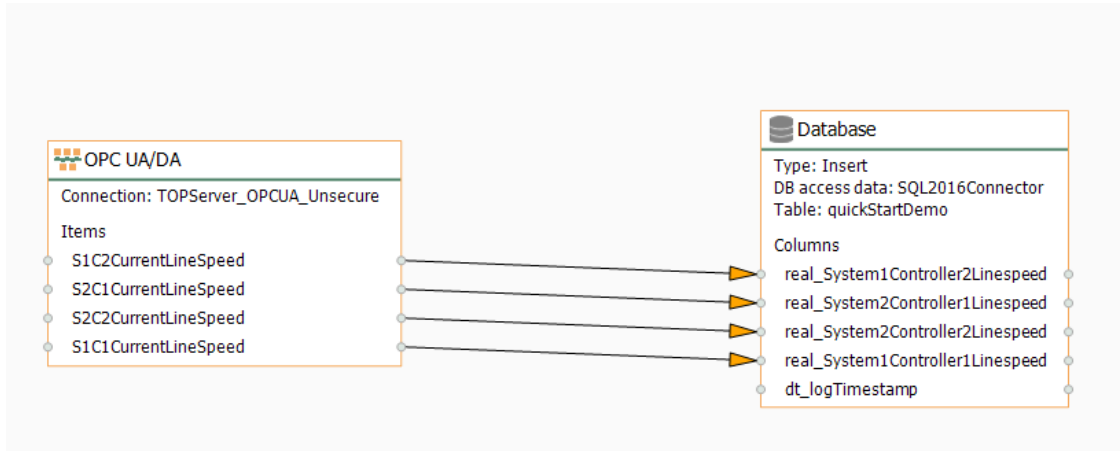 OPC UA/DA
Connection: TOPServer_OPCUA_Unsecure
Items
S1C2CurrentLineSpeed
S2C1CurrentLineSpeed
S2C2CurrentLineSpeed
S1C1CurrentLineSpeed
Database
Type: Insert
DB access data: SQL2016Connector
Table: quickStartDemo
Columns
real_System1Controller2Linespeed
real_System2Controller1Linespeed
real_System2Controller2Linespeed
real_System1Controller1Linespeed
dt_logTimestamp